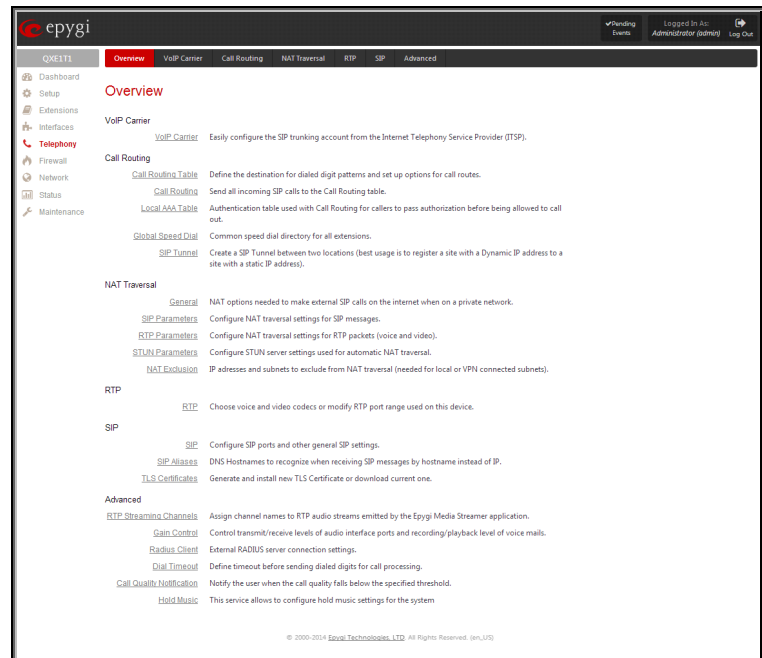 epygi
Pending Events
Logged In As:
Administrator (admin)
Log Out
QXE1T1
Overview VoIP Carrier Call Routing NAT Traversal RTP SIP Advanced
Dashboard
Setup
Extensions
Interfaces
Telephony
Firewall
Network
Status
Maintenance
Overview
VoIP Carrier
VoIP Carrier Easily configure the SIP trunking account from the Internet Telephony Service Provider (ITSP).
Call Routing
Call Routing Table Define the destination for dialed digit patterns and set up options for call routes.
Call Routing Send all incoming SIP calls to the Call Routing table.
Local AAA Table Authentication table used with Call Routing for callers to pass authorization before being allowed to call
out.
Global Speed Dial Common speed dial directory for all extensions.
SIP Tunnel Create a SIP Tunnel between two locations (best usage is to register a site with a Dynamic IP address to a
site with a static IP address).
NAT Traversal
General NAT options needed to make external SIP calls on the internet when on a private network.
SIP Parameters Configure NAT traversal settings for SIP messages.
RTP Parameters Configure NAT traversal settings for RTP packets (voice and video).
STUN Parameters Configure STUN server settings used for automatic NAT traversal.
NAT Exclusion IP adresses and subnets to exclude from NAT traversal (needed for local or VPN connected subnets).
RTP
RTP Choose voice and video codecs or modify RTP port range used on this device.
SIP
SIP Configure SIP ports and other general SIP settings.
SIP Aliases DNS Hostnames to recognize when receiving SIP messages by hostname instead of IP.
TLS Certificates Generate and install new TLS Certificate or download current one.
Advanced
RTP Streaming Channels Assign channel names to RTP audio streams emitted by the Epygi Media Streamer application.
Gain Control Control transmit/receive levels of audio interface ports and recording/playback level of voice mails.
Radius Client External RADIUS server connection settings.
Dial Timeout Define timeout before sending dialed digits for call processing.
Call Quality Notification Notify the user when the call quality falls below the specified threshold.
Hold Music This service allows to configure hold music settings for the system
© 2000-2014 Epygi Technologies, LTD. All Rights Reserved. (en_US)